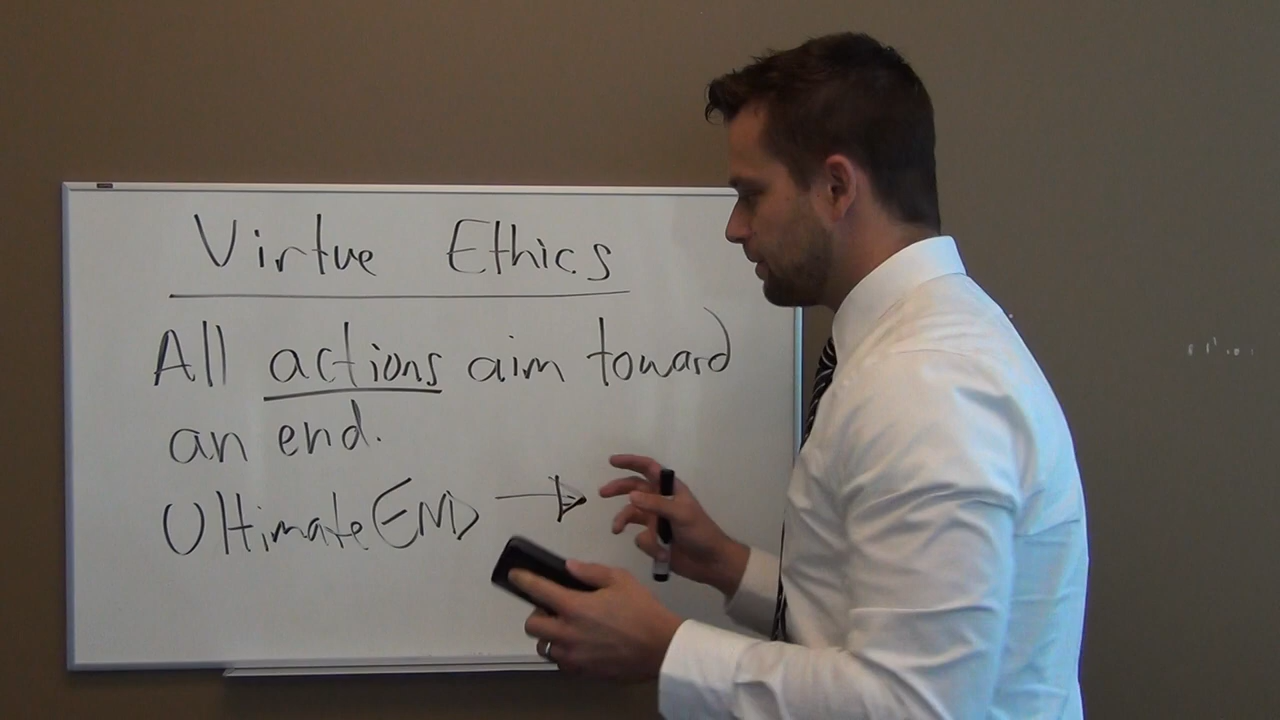 Virtue Ethics
All actions aim toward
an end.
Ultimate END →